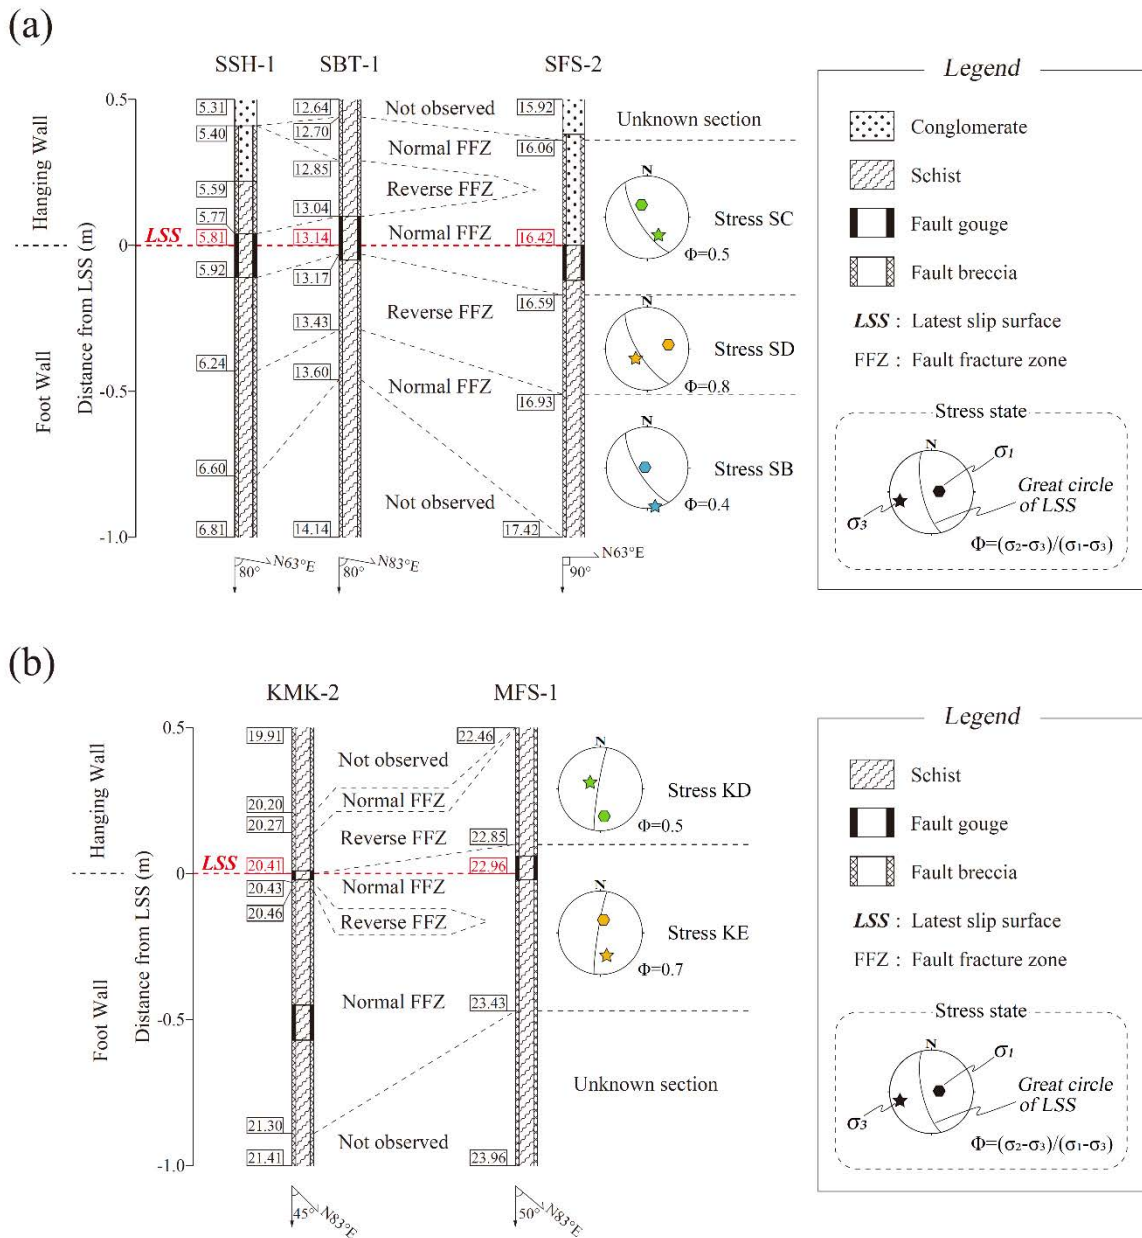 (a)
SSH-1 SBT-1 SFS-2
Hanging Wall
Foot Wall
Distance from LSS (m)
0.5
0
-0.5
-1.0
LSS
5.31
5.40
5.59
5.77
5.81
5.92
6.24
6.60
6.81
12.64
12.70
12.85
13.04
13.14
13.17
13.43
13.60
14.14
15.92
16.06
16.42
16.59
16.93
17.42
Not observed
Normal FFZ
Reverse FFZ
Normal FFZ
Reverse FFZ
Normal FFZ
Not observed
Unknown section
N
Stress SC
Φ=0.5
N
Stress SD
Φ=0.8
N
Stress SB
Φ=0.4
80° N63°E
80° N83°E
90° N63°E
Legend
Conglomerate
Schist
Fault gouge
Fault breccia
LSS : Latest slip surface
FFZ : Fault fracture zone
Stress state
N
σ1
σ3
Great circle
of LSS
Φ=(σ2-σ3)/(σ1-σ3)
(b)
KMK-2 MFS-1
Hanging Wall
Foot Wall
Distance from LSS (m)
0.5
0
-0.5
-1.0
LSS
19.91
20.20
20.27
20.41
20.43
20.46
21.30
21.41
22.46
22.85
22.96
23.43
23.96
Not observed
Normal FFZ
Reverse FFZ
Normal FFZ
Reverse FFZ
Normal FFZ
Not observed
N
Stress KD
Φ=0.5
N
Stress KE
Φ=0.7
Unknown section
45° N83°E
50° N83°E
Legend
Schist
Fault gouge
Fault breccia
LSS : Latest slip surface
FFZ : Fault fracture zone
Stress state
N
σ1
σ3
Great circle
of LSS
Φ=(σ2-σ3)/(σ1-σ3)